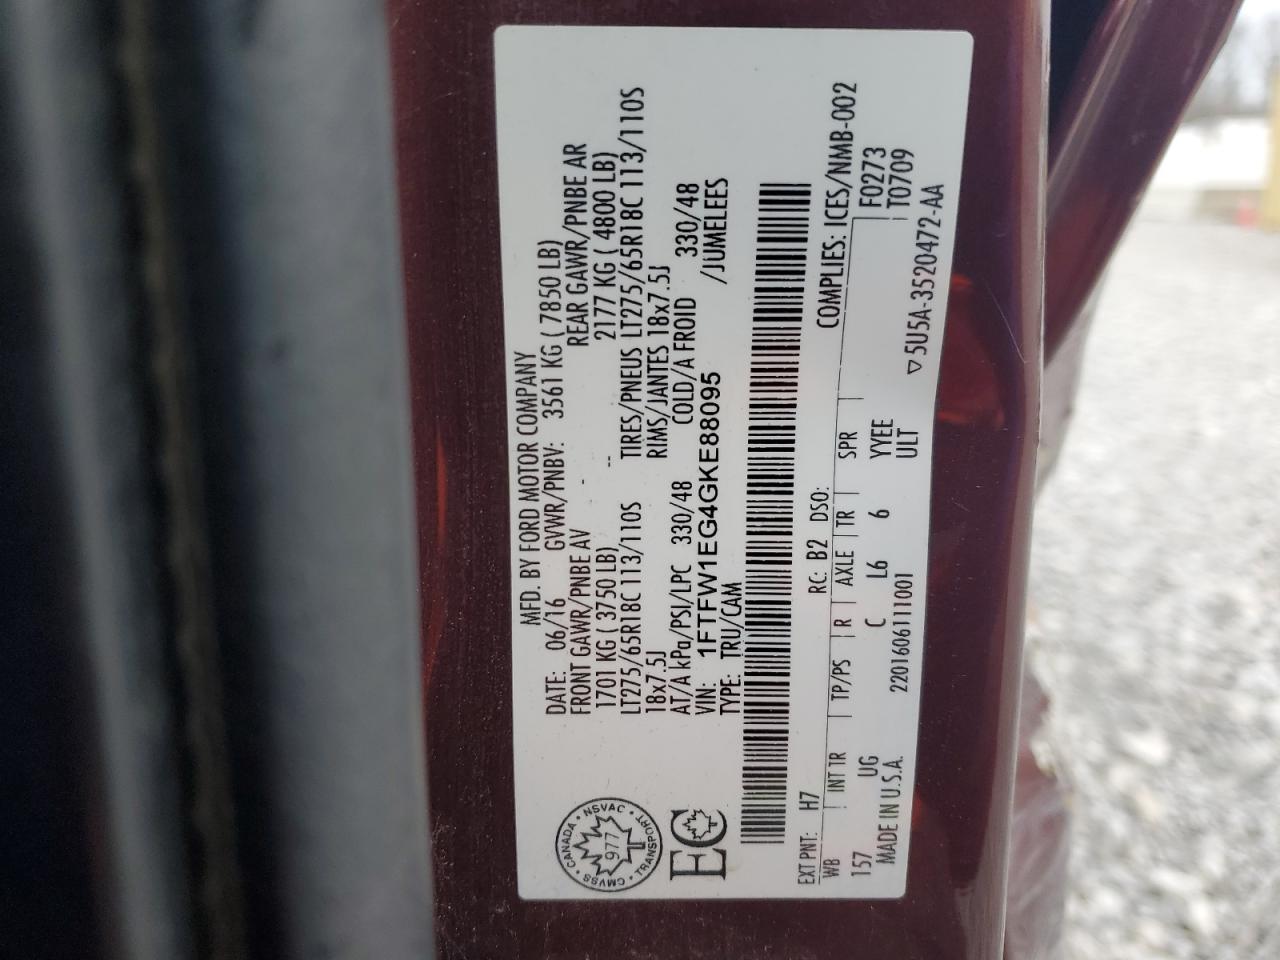 MFD. BY FORD MOTOR COMPANY
DATE: 06/16 GVWR/PNBV: 3561 KG ( 7850 LB)
FRONT GAWR/PNBE AV REAR GAWR/PNBE AR
1701 KG ( 3750 LB) -- 2177 KG ( 4800 LB)
LT275/65R18C 113/110S TIRES/PNEUS LT275/65R18C 113/110S
18x7.5J RIMS/JANTES 18x7.5J
AT/A kPa/PSI/LPC 330/48 COLD/A FROID 330/48
VIN: 1FTFW1EG4GKE88095 /JUMELEES
TYPE: TRU/CAM
CANADA • NSVAC • TRANSPORT • CMVSS
977
EC
EXT PNT: H7 RC: B2 DSO: COMPLIES: ICES/NMB-002
WB INT TR TP/PS R AXLE TR SPR F0273
157 UG C L6 6 YYEE T0709
MADE IN U.S.A. 2201606111001 ULT
▽5U5A-3520472-AA